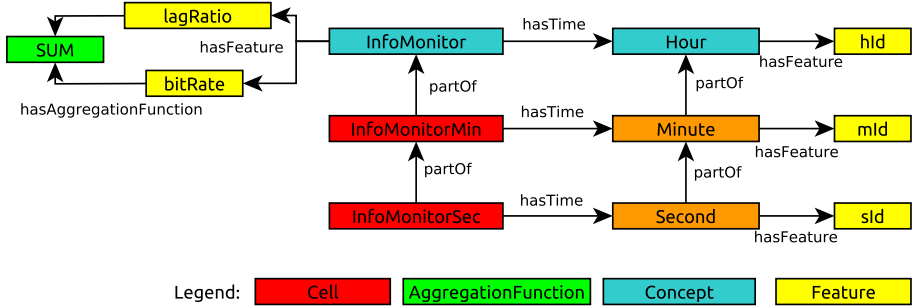 lagRatio
SUM
hasFeature
bitRate
hasAggregationFunction
InfoMonitor
hasTime
Hour
hasFeature
hId
partOf
partOf
InfoMonitorMin
hasTime
Minute
hasFeature
mId
partOf
partOf
InfoMonitorSec
hasTime
Second
hasFeature
sId
Legend:
Cell
AggregationFunction
Concept
Feature